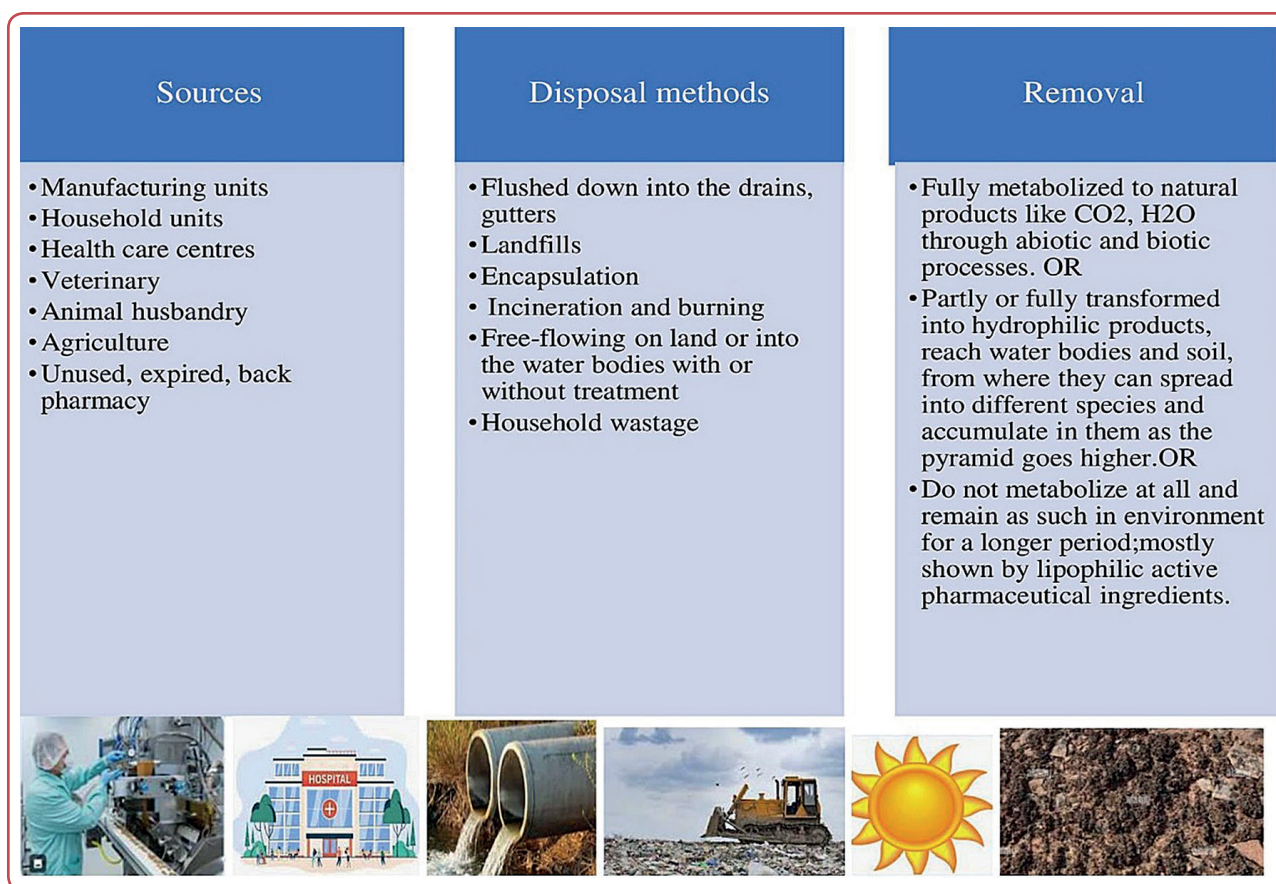 Sources
• Manufacturing units
• Household units
• Health care centres
• Veterinary
• Animal husbandry
• Agriculture
• Unused, expired, back
pharmacy
Disposal methods
• Flushed down into the drains,
gutters
• Landfills
• Encapsulation
• Incineration and burning
• Free-flowing on land or into
the water bodies with or
without treatment
• Household wastage
Removal
• Fully metabolized to natural
products like CO2, H2O
through abiotic and biotic
processes. OR
• Partly or fully transformed
into hydrophilic products,
reach water bodies and soil,
from where they can spread
into different species and
accumulate in them as the
pyramid goes higher.OR
• Do not metabolize at all and
remain as such in environment
for a longer period;mostly
shown by lipophilic active
pharmaceutical ingredients.
HOSPITAL